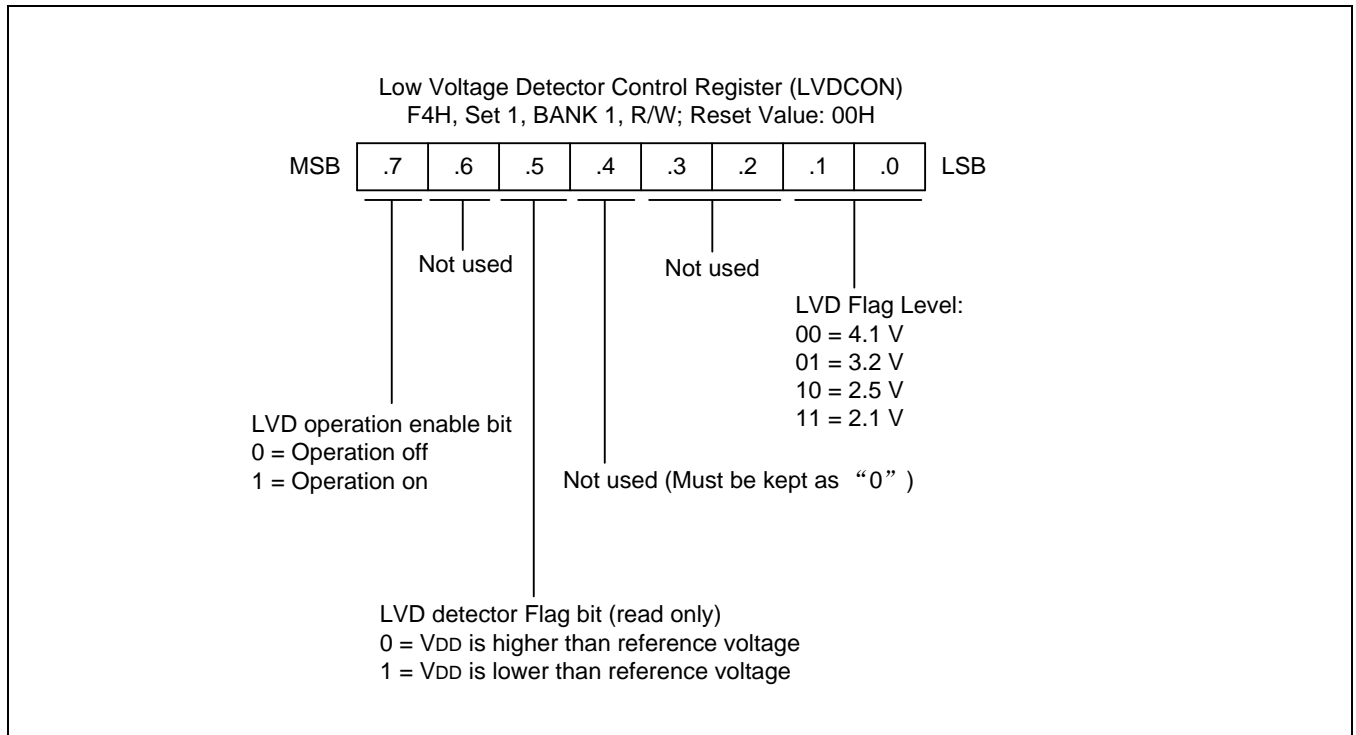 Low Voltage Detector Control Register (LVDCON)
F4H, Set 1, BANK 1, R/W; Reset Value: 00H
MSB .7 .6 .5 .4 .3 .2 .1 .0 LSB
Not used
Not used
LVD Flag Level:
00 = 4.1 V
01 = 3.2 V
10 = 2.5 V
11 = 2.1 V
LVD operation enable bit
0 = Operation off
1 = Operation on
Not used (Must be kept as “0”)
LVD detector Flag bit (read only)
0 = VDD is higher than reference voltage
1 = VDD is lower than reference voltage